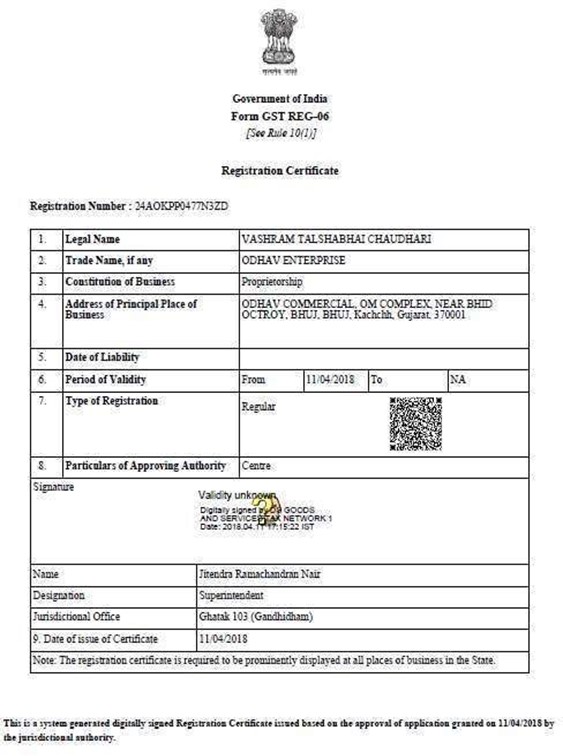 सत्यमेव जयते
Government of India
Form GST REG-06
[See Rule 10(1)]
Registration Certificate
Registration Number : 24AOKPP0477N3ZD
1. Legal Name VASHRAM TALSHABHAI CHAUDHARI
2. Trade Name, if any ODHAV ENTERPRISE
3. Constitution of Business Proprietorship
4. Address of Principal Place of Business ODHAV COMMERCIAL, OM COMPLEX, NEAR BHID
OCTROY, BHUJ, BHUJ, Kachchh, Gujarat, 370001
5. Date of Liability
6. Period of Validity From 11/04/2018 To NA
7. Type of Registration Regular
8. Particulars of Approving Authority Centre
Signature
Validity unknown
Digitally signed by GOODS
AND SERVICES TAX NETWORK 1
Date: 2018.04.11 17:15:22 IST
Name Jitendra Ramachandran Nair
Designation Superintendent
Jurisdictional Office Ghatak 103 (Gandhidham)
9. Date of issue of Certificate 11/04/2018
Note: The registration certificate is required to be prominently displayed at all places of business in the State.
This is a system generated digitally signed Registration Certificate issued based on the approval of application granted on 11/04/2018 by
the jurisdictional authority.